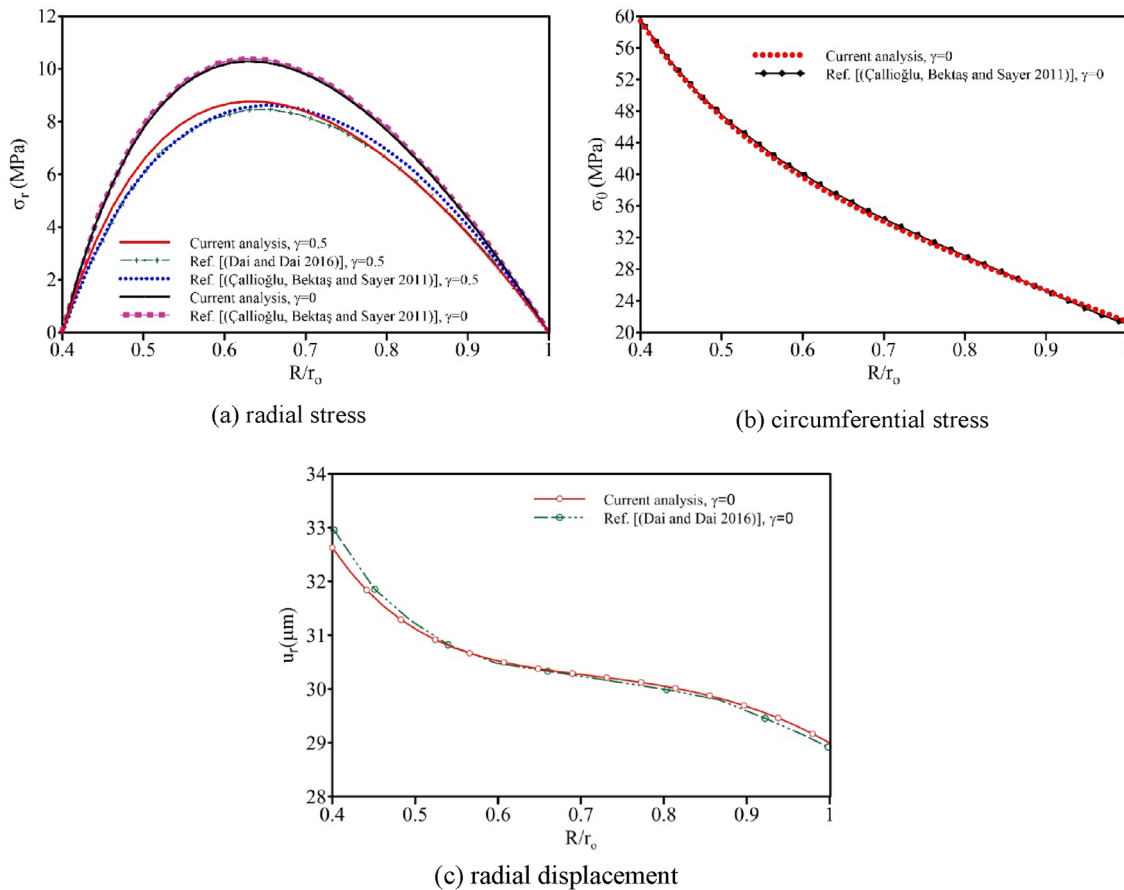 12
10
8
6
4
2
0
σr (MPa)
Current analysis, γ=0.5
Ref. [(Dai and Dai 2016)], γ=0.5
Ref. [(Çallioğlu, Bektaş and Sayer 2011)], γ=0.5
Current analysis, γ=0
Ref. [(Çallioğlu, Bektaş and Sayer 2011)], γ=0
0.4 0.5 0.6 0.7 0.8 0.9 1
R/ro
(a) radial stress
60
56
52
48
44
40
36
32
28
24
20
σθ (MPa)
Current analysis, γ=0
Ref. [(Çallioğlu, Bektaş and Sayer 2011)], γ=0
0.4 0.5 0.6 0.7 0.8 0.9
R/ro
(b) circumferential stress
34
33
32
31
30
29
28
ur(μm)
Current analysis, γ=0
Ref. [(Dai and Dai 2016)], γ=0
0.4 0.5 0.6 0.7 0.8 0.9 1
R/ro
(c) radial displacement